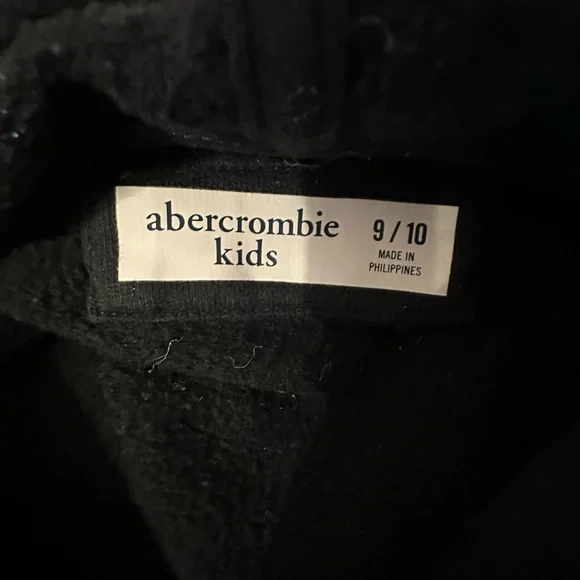 abercrombie
kids
9 / 10
MADE IN
PHILIPPINES